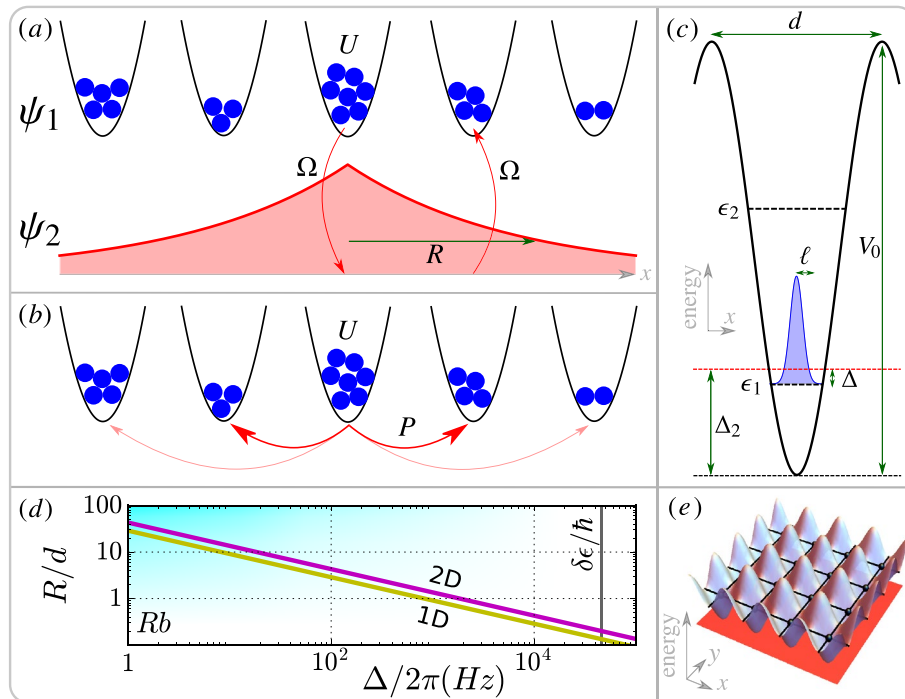 (a)
U
ψ₁
Ω
Ω
ψ₂
R
x
(b)
U
P
(c)
d
ϵ₂
V₀
ℓ
energy
x
ϵ₁
Δ
Δ₂
(d)
100
10
1
R/d
2D
1D
δϵ/ħ
Rb
1
10²
10⁴
Δ/2π(Hz)
(e)
energy
y
x